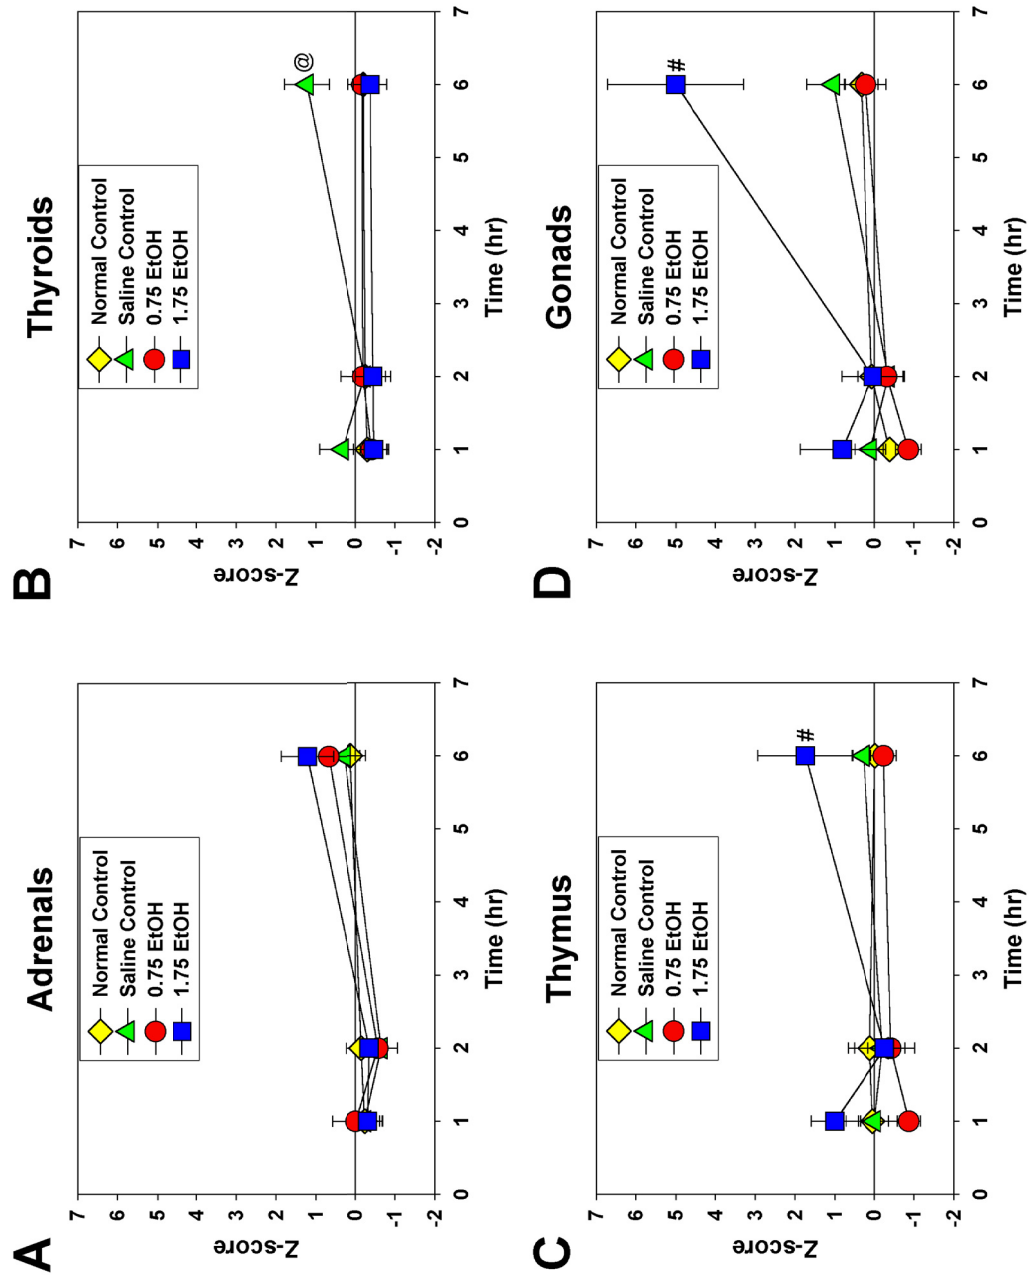 A
Adrenals
Normal Control
Saline Control
0.75 EtOH
1.75 EtOH
Z-score
7
6
5
4
3
2
1
0
-1
-2
0
1
2
3
4
5
6
7
Time (hr)
B
Thyroids
Normal Control
Saline Control
0.75 EtOH
1.75 EtOH
@
Z-score
7
6
5
4
3
2
1
0
-1
-2
0
1
2
3
4
5
6
7
Time (hr)
C
Thymus
Normal Control
Saline Control
0.75 EtOH
1.75 EtOH
#
Z-score
7
6
5
4
3
2
1
0
-1
-2
0
1
2
3
4
5
6
7
Time (hr)
D
Gonads
Normal Control
Saline Control
0.75 EtOH
1.75 EtOH
#
Z-score
7
6
5
4
3
2
1
0
-1
-2
0
1
2
3
4
5
6
7
Time (hr)